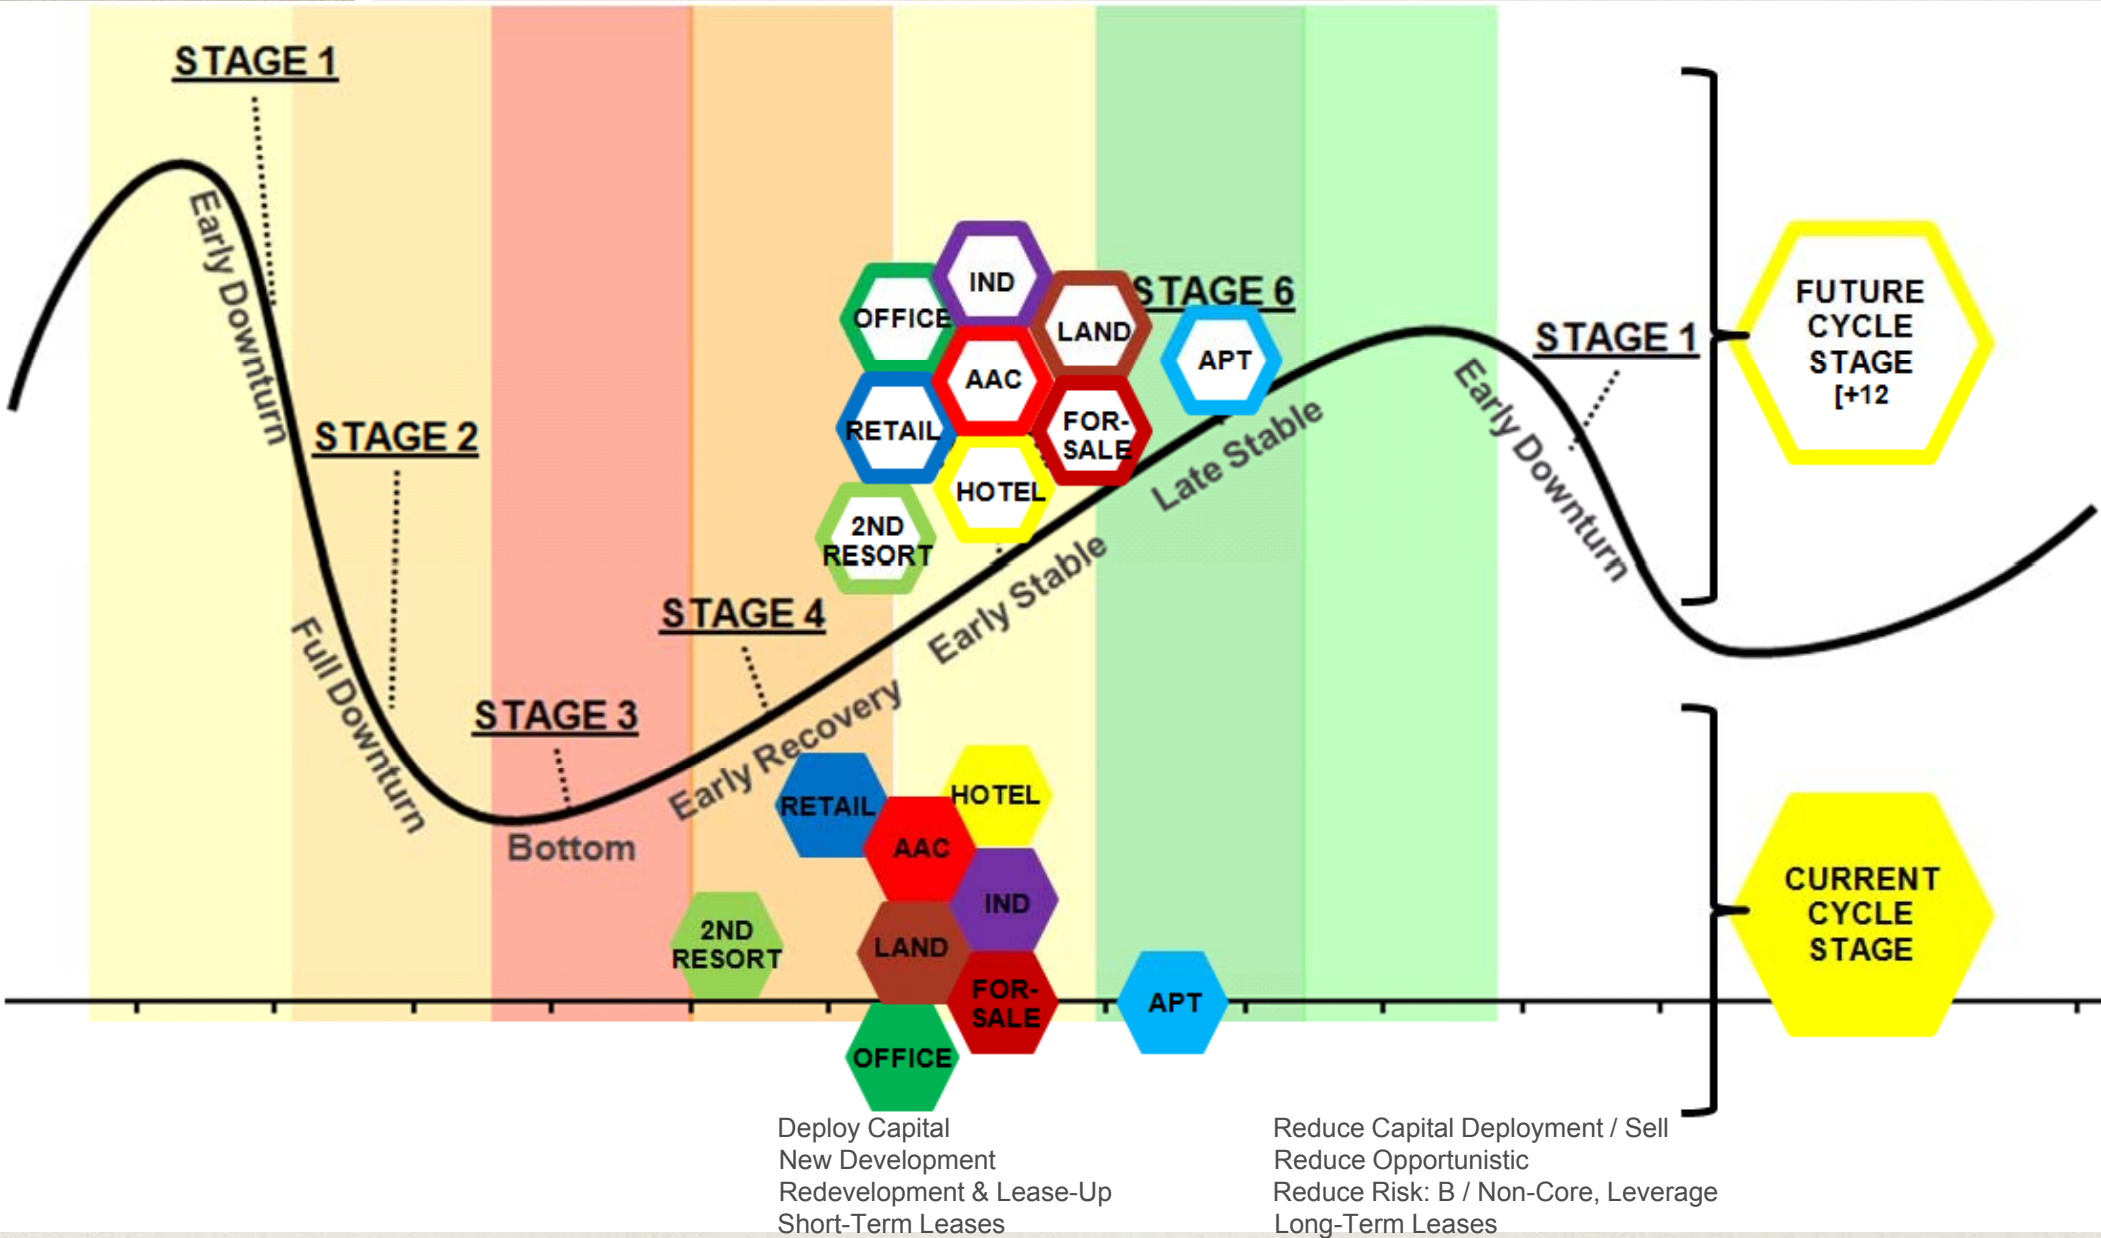 STAGE 1
Early Downturn
STAGE 2
Full Downturn
STAGE 3
Bottom
STAGE 4
Early Recovery
Early Stable
STAGE 6
Late Stable
STAGE 1
Early Downturn
IND
OFFICE
LAND
AAC
APT
RETAIL
FOR-
SALE
HOTEL
2ND
RESORT
FUTURE
CYCLE
STAGE
[+12
RETAIL
HOTEL
AAC
IND
2ND
RESORT
LAND
FOR-
SALE
APT
OFFICE
CURRENT
CYCLE
STAGE
Deploy Capital
New Development
Redevelopment & Lease-Up
Short-Term Leases
Reduce Capital Deployment / Sell
Reduce Opportunistic
Reduce Risk: B / Non-Core, Leverage
Long-Term Leases